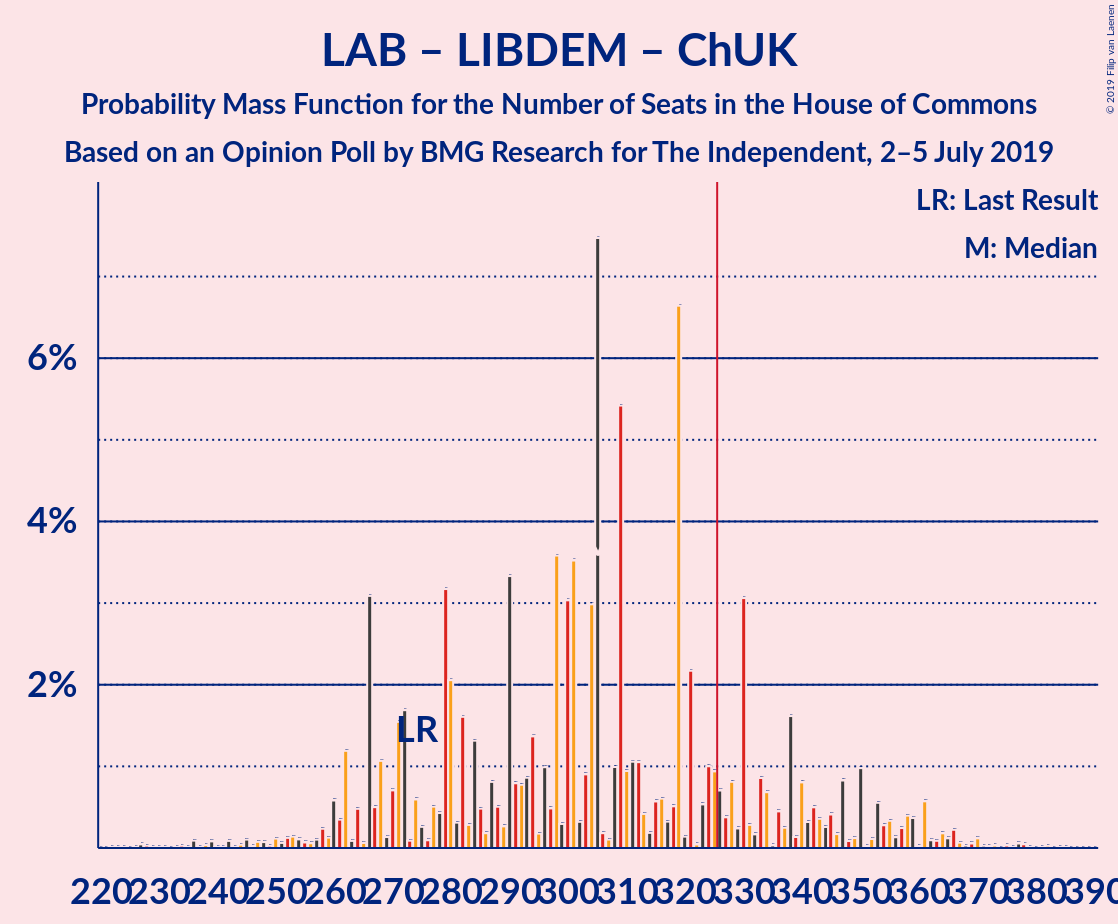 LAB – LIBDEM – ChUK
Probability Mass Function for the Number of Seats in the House of Commons
Based on an Opinion Poll by BMG Research for The Independent, 2–5 July 2019
© 2019 Filip van Laenen
LR: Last Result
M: Median
6%
4%
2%
LR
220 230 240 250 260 270 280 290 300 310 320 330 340 350 360 370 380 390